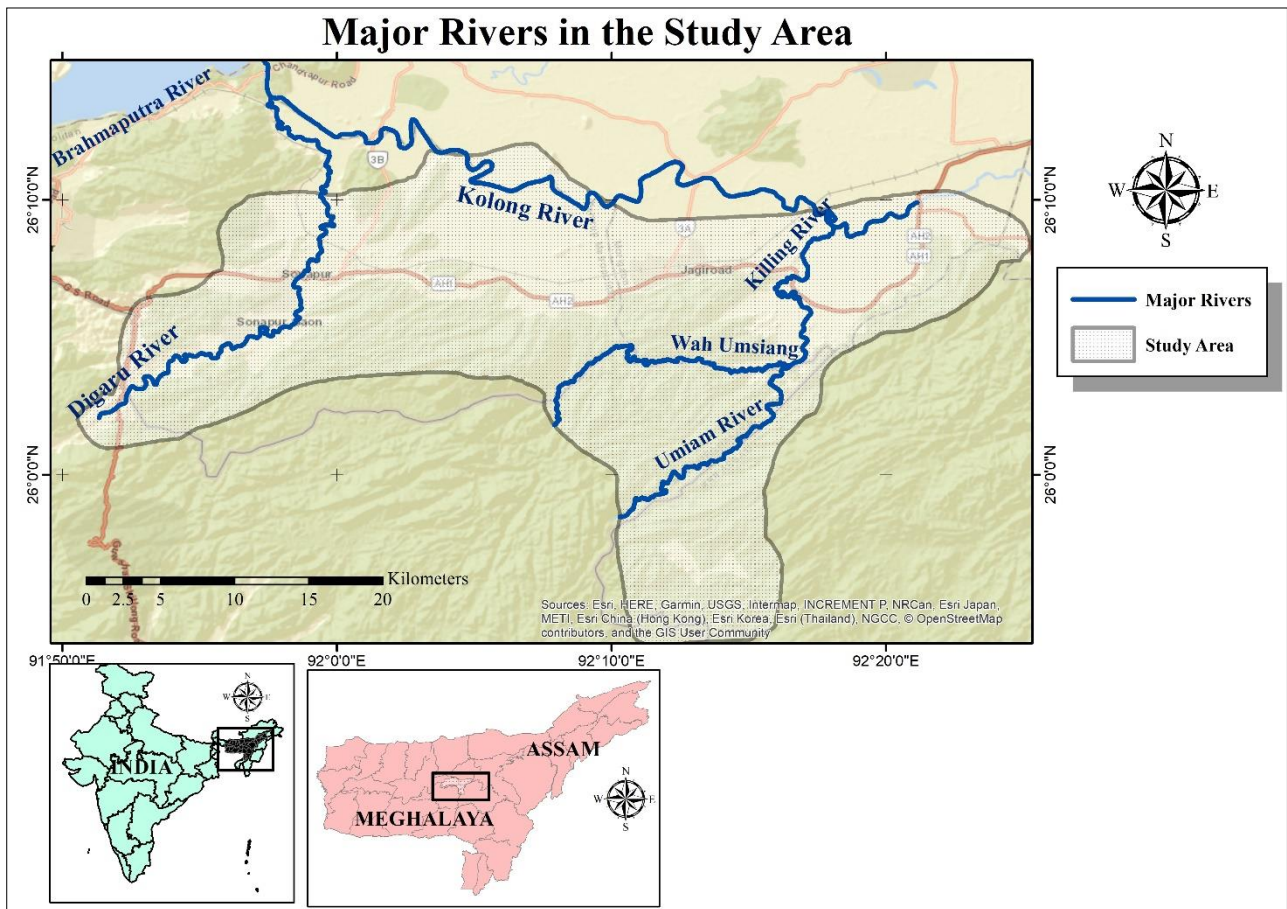 Major Rivers in the Study Area
Brahmaputra River
Kolong River
Killing River
Wah Umsiang
Umiam River
Digaru River
3B
3A
AH2
AH1
Jagiroad
AH1
AH2
Sonapur
G S Road
26°10'0"N
26°10'0"N
26°0'0"N
26°0'0"N
Kilometers
0 2.5 5 10 15 20
Sources: Esri, HERE, Garmin, USGS, Intermap, INCREMENT P, NRCan, Esri Japan,
METI, Esri China (Hong Kong), Esri Korea, Esri (Thailand), NGCC, © OpenStreetMap
contributors, and the GIS User Community
91°50'0"E 92°0'0"E 92°10'0"E 92°20'0"E
N
W E
S
Major Rivers
Study Area
N
W E
S
INDIA
ASSAM
MEGHALAYA
N
W E
S